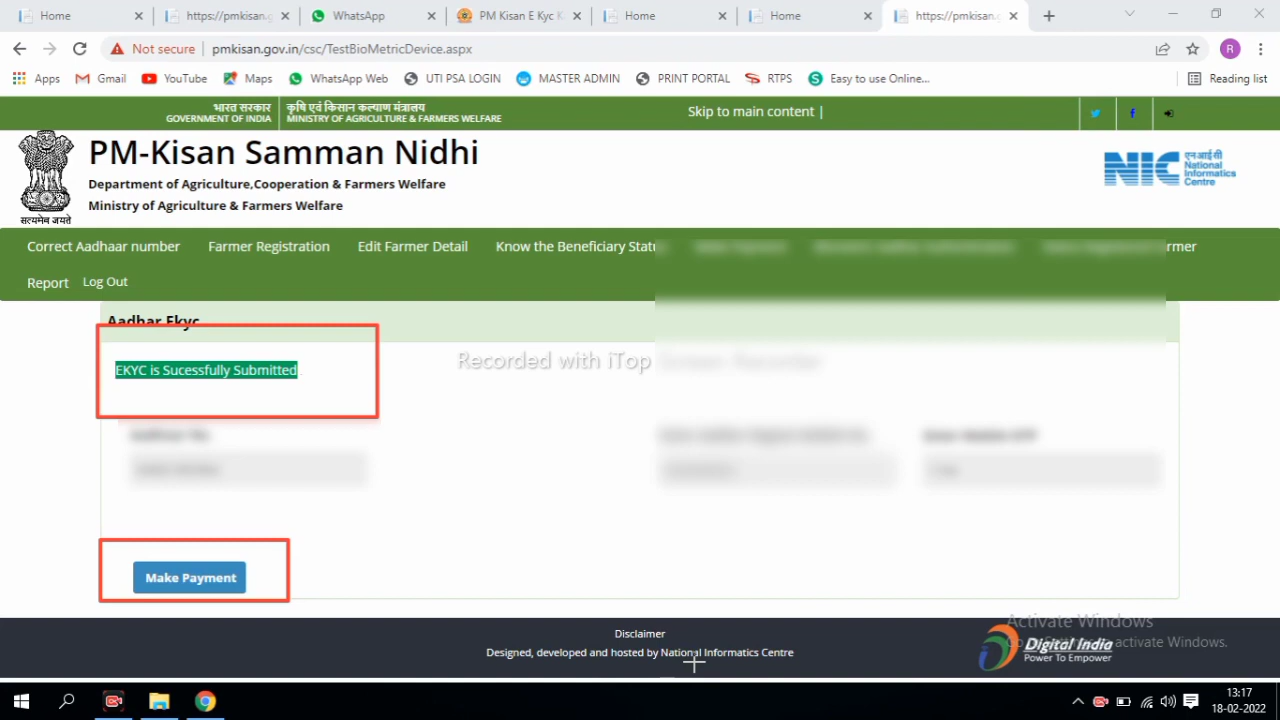 Home
https://pmkisan.g
WhatsApp
PM Kisan E Kyc K
Home
Home
https://pmkisan.g
Not secure
pmkisan.gov.in/csc/TestBioMetricDevice.aspx
R
Apps
Gmail
YouTube
Maps
WhatsApp Web
UTI PSA LOGIN
MASTER ADMIN
PRINT PORTAL
RTPS
Easy to use Online...
Reading list
भारत सरकार
GOVERNMENT OF INDIA
कृषि एवं किसान कल्याण मंत्रालय
MINISTRY OF AGRICULTURE & FARMERS WELFARE
Skip to main content |
सत्यमेव जयते
PM-Kisan Samman Nidhi
Department of Agriculture,Cooperation & Farmers Welfare
Ministry of Agriculture & Farmers Welfare
NIC
एन आई सी
National
Informatics
Centre
Correct Aadhaar number
Farmer Registration
Edit Farmer Detail
Know the Beneficiary Statu
rmer
Report
Log Out
Aadhar Ekyc
EKYC is Sucessfully Submitted
Recorded with iTop
Make Payment
Disclaimer
Designed, developed and hosted by National Informatics Centre
Activate Windows
activate Windows.
Digital India
Power To Empower
13:17
18-02-2022